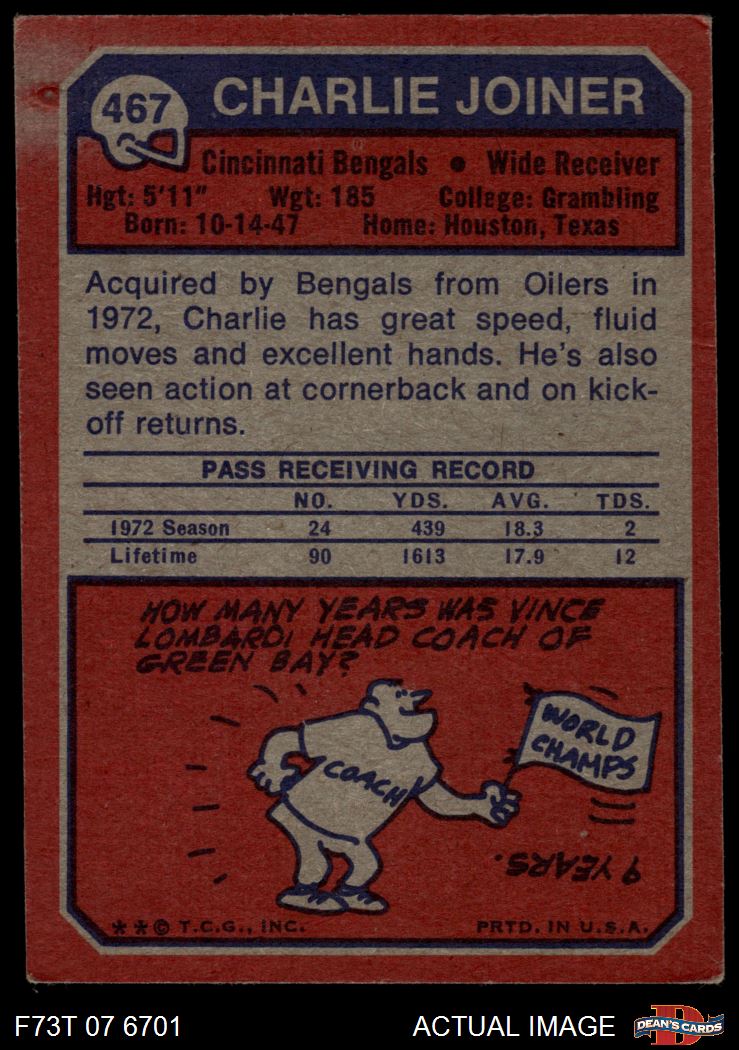 467
CHARLIE JOINER
Cincinnati Bengals • Wide Receiver
Hgt: 5'11" Wgt: 185 College: Grambling
Born: 10-14-47 Home: Houston, Texas
Acquired by Bengals from Oilers in
1972, Charlie has great speed, fluid
moves and excellent hands. He's also
seen action at cornerback and on kick-
off returns.
PASS RECEIVING RECORD
NO. YDS. AVG. TDS.
1972 Season 24 439 18.3 2
Lifetime 90 1613 17.9 12
HOW MANY YEARS WAS VINCE
LOMBARDI HEAD COACH OF
GREEN BAY?
WORLD
CHAMPS
COACH
9 YEARS.
**© T.C.G., INC. PRTD. IN U.S.A.
F73T 07 6701 ACTUAL IMAGE
D
DEAN'S CARDS